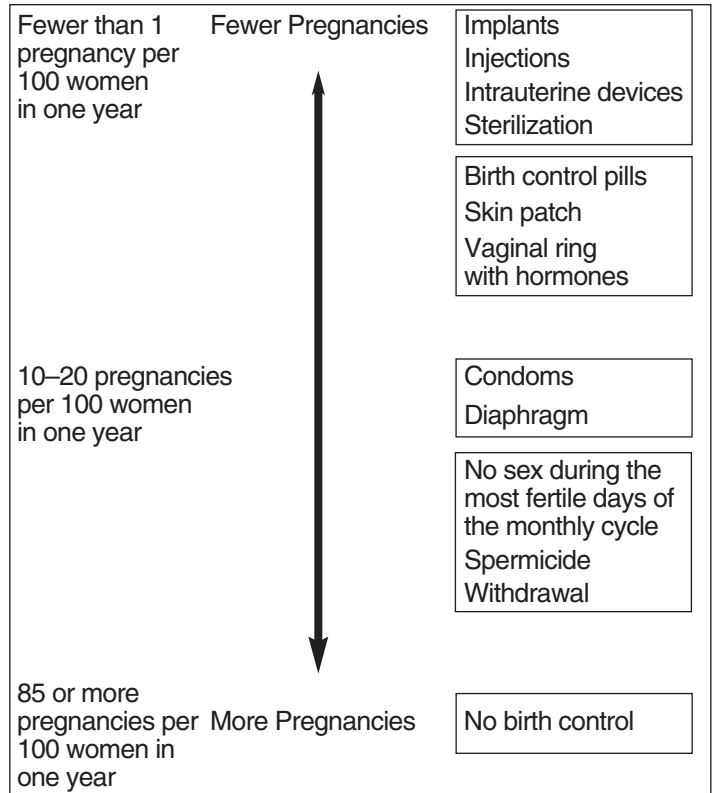 Fewer than 1
pregnancy per
100 women
in one year
Fewer Pregnancies
Implants
Injections
Intrauterine devices
Sterilization
Birth control pills
Skin patch
Vaginal ring
with hormones
10–20 pregnancies
per 100 women
in one year
Condoms
Diaphragm
No sex during the
most fertile days of
the monthly cycle
Spermicide
Withdrawal
85 or more
pregnancies per
100 women in
one year
More Pregnancies
No birth control